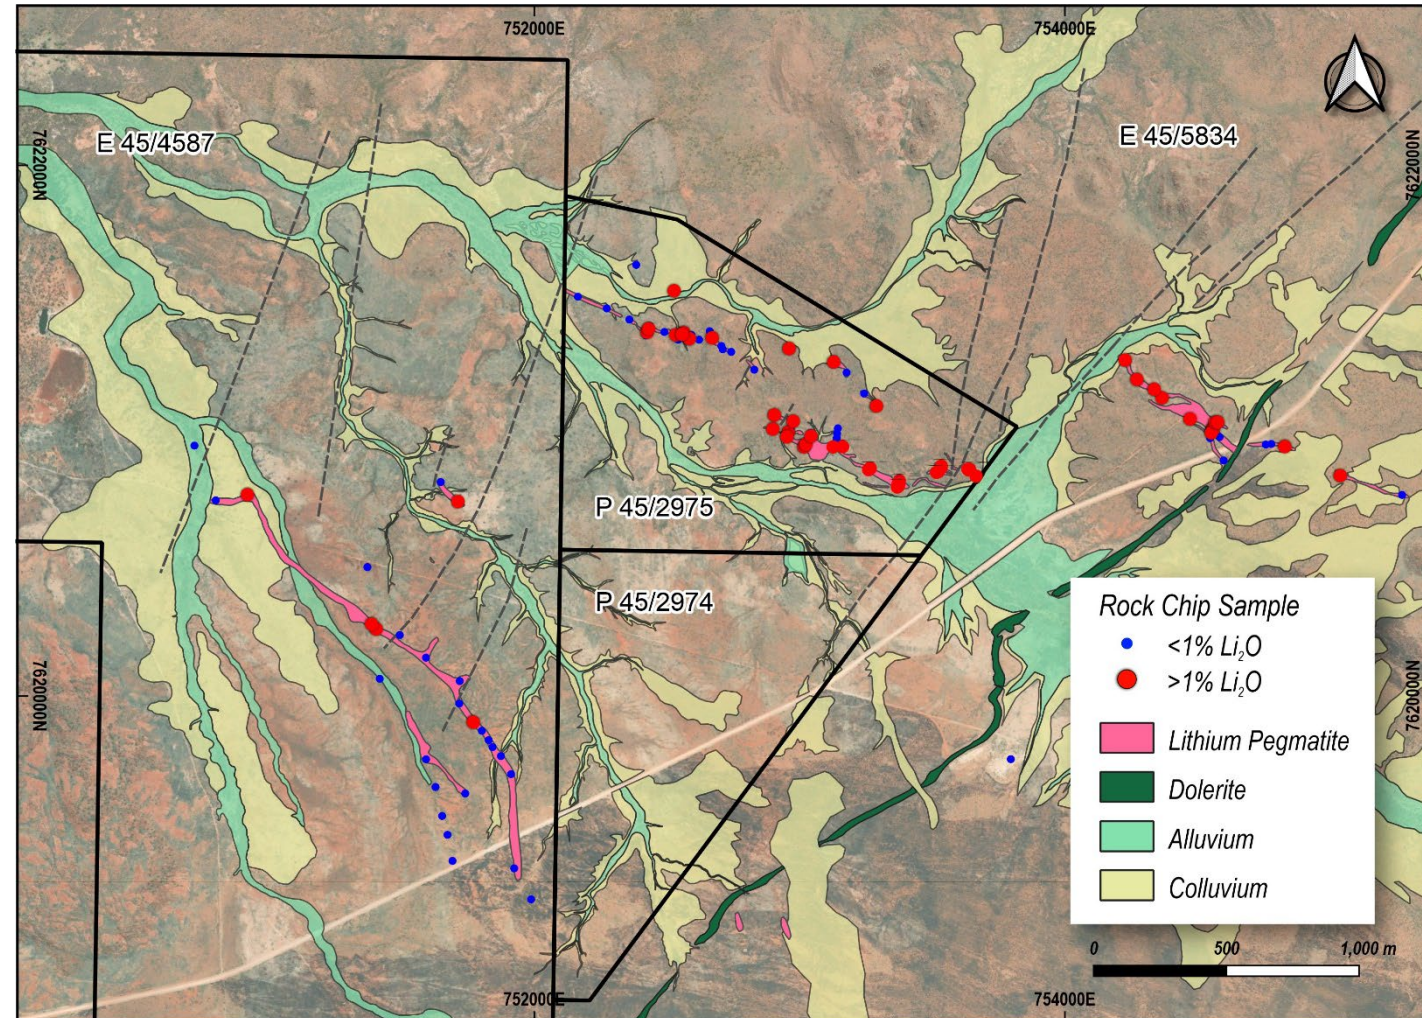 752000E
754000E
E 45/4587
E 45/5834
7622000N
7622000N
P 45/2975
P 45/2974
7620000N
7620000N
Rock Chip Sample
<1% Li₂O
>1% Li₂O
Lithium Pegmatite
Dolerite
Alluvium
Colluvium
0 500 1,000 m
752000E
754000E